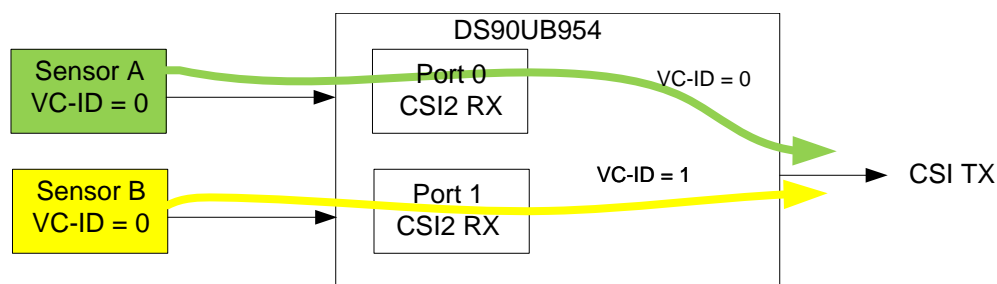 DS90UB954
Sensor A
VC-ID = 0
Port 0
CSI2 RX
VC-ID = 0
Sensor B
VC-ID = 0
Port 1
CSI2 RX
VC-ID = 1
CSI TX